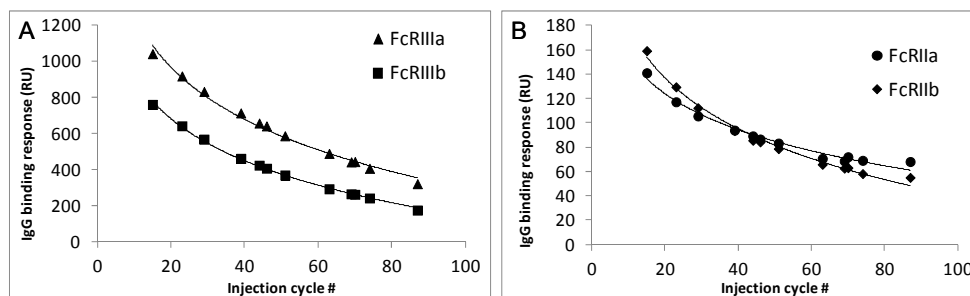 A
IgG binding response (RU)
1200
1000
800
600
400
200
0
FcRIIIa
FcRIIIb
0 20 40 60 80 100
Injection cycle #
B
IgG binding response (RU)
180
160
140
120
100
80
60
40
20
0
FcRIIa
FcRIIb
0 20 40 60 80 100
Injection cycle #